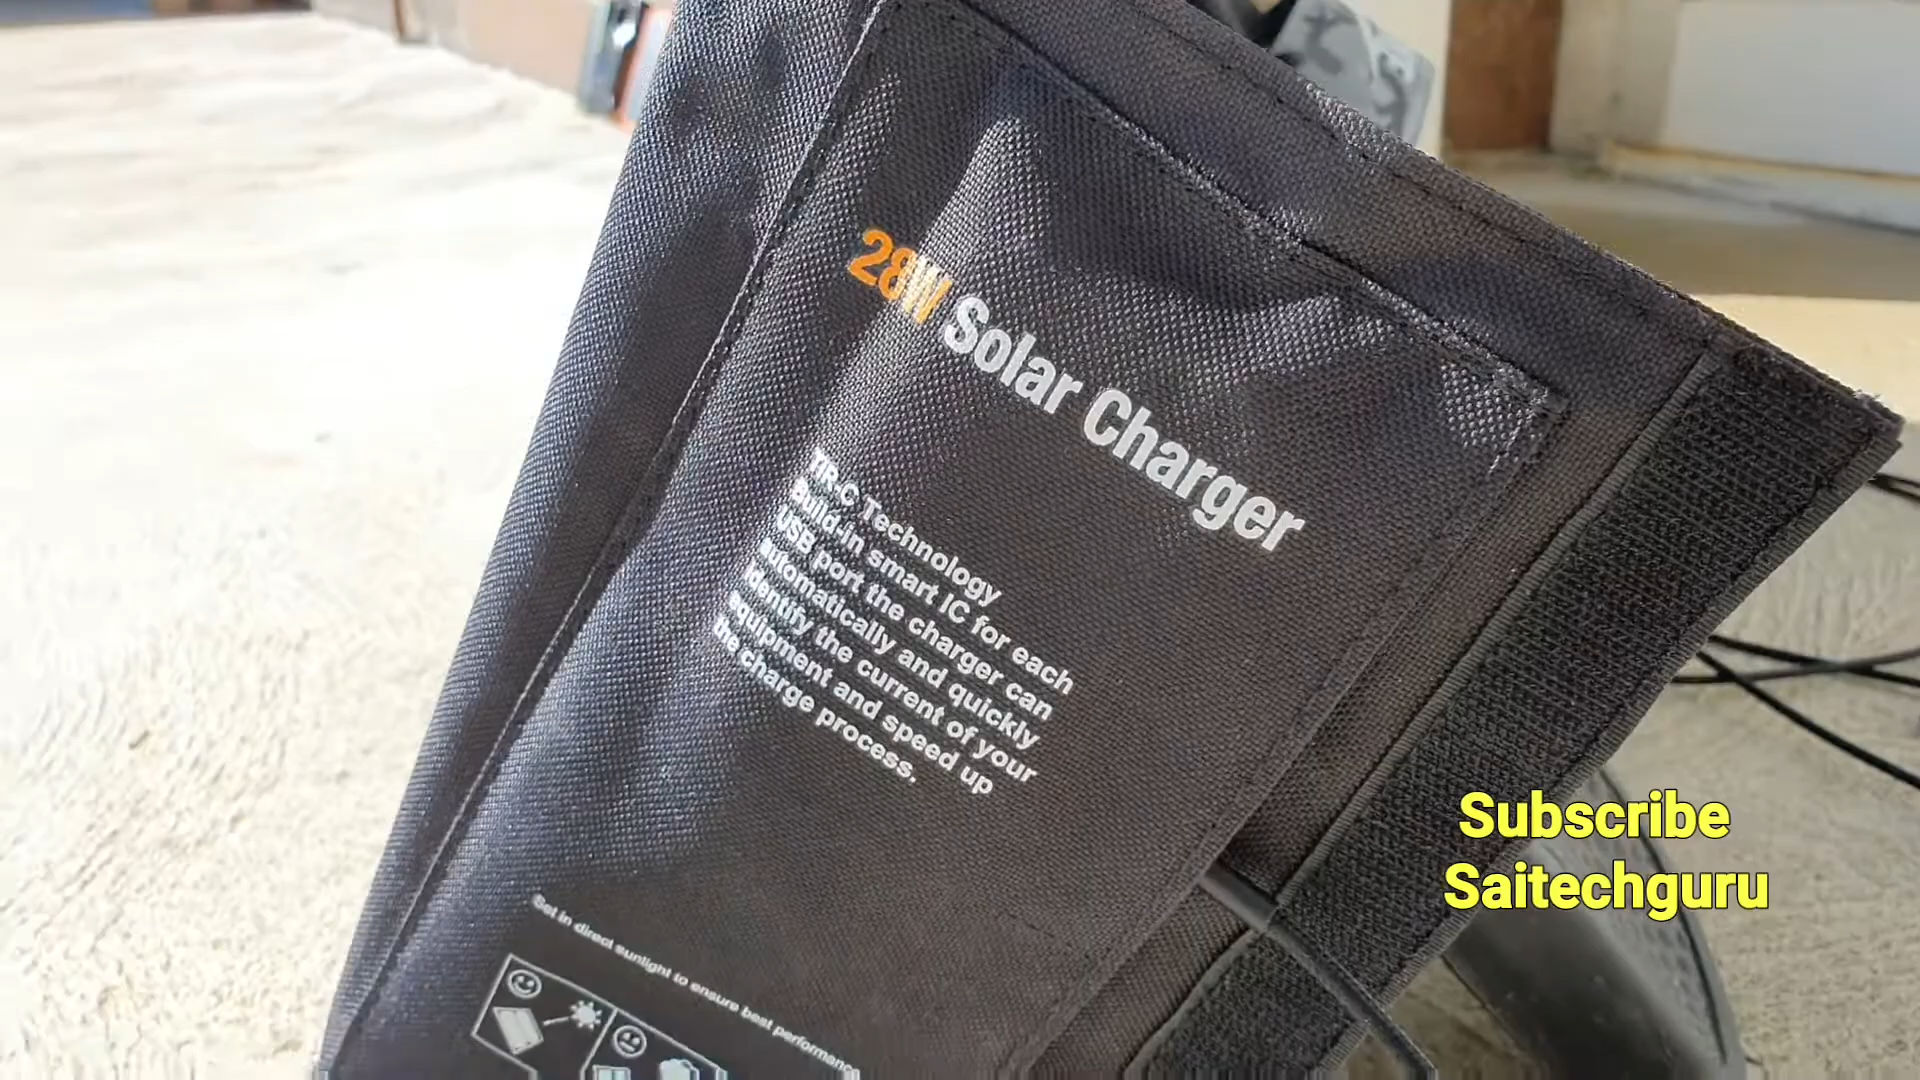 28W Solar Charger
TIR-C Technology
Build-in smart IC for each
USB port the charger can
automatically and quickly
identify the current of your
equipment and speed up
the charge process.
Set in direct sunlight to ensure best performance
Subscribe
Saitechguru